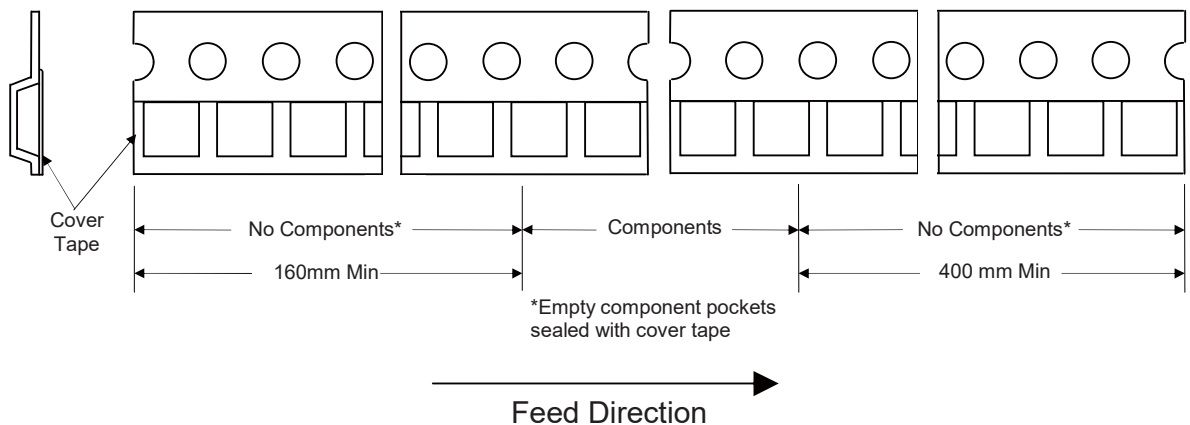 Cover
Tape
No Components*
Components
No Components*
160mm Min
400 mm Min
*Empty component pockets
sealed with cover tape
Feed Direction